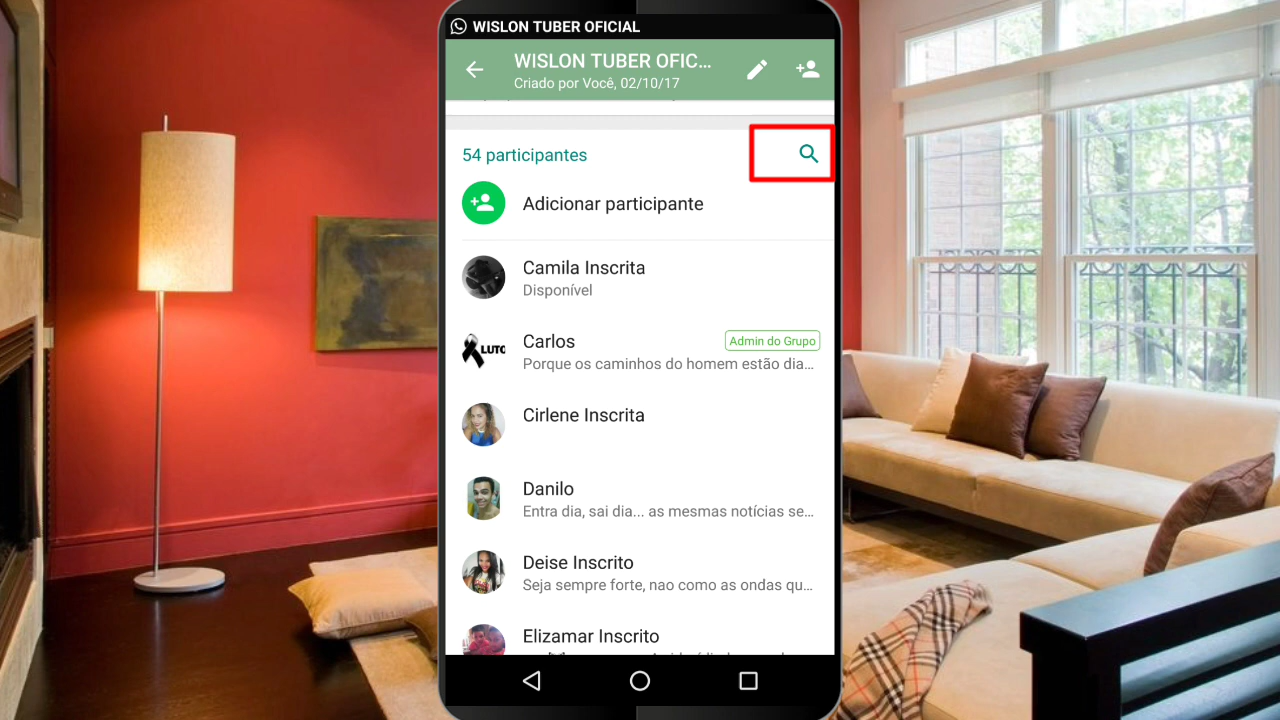 WISLON TUBER OFICIAL
WISLON TUBER OFIC...
Criado por Você, 02/10/17
54 participantes
Adicionar participante
Camila Inscrita
Disponível
LUTO
Carlos
Admin do Grupo
Porque os caminhos do homem estão dia...
Cirlene Inscrita
Danilo
Entra dia, sai dia... as mesmas notícias se...
Deise Inscrito
Seja sempre forte, nao como as ondas qu...
Elizamar Inscrito